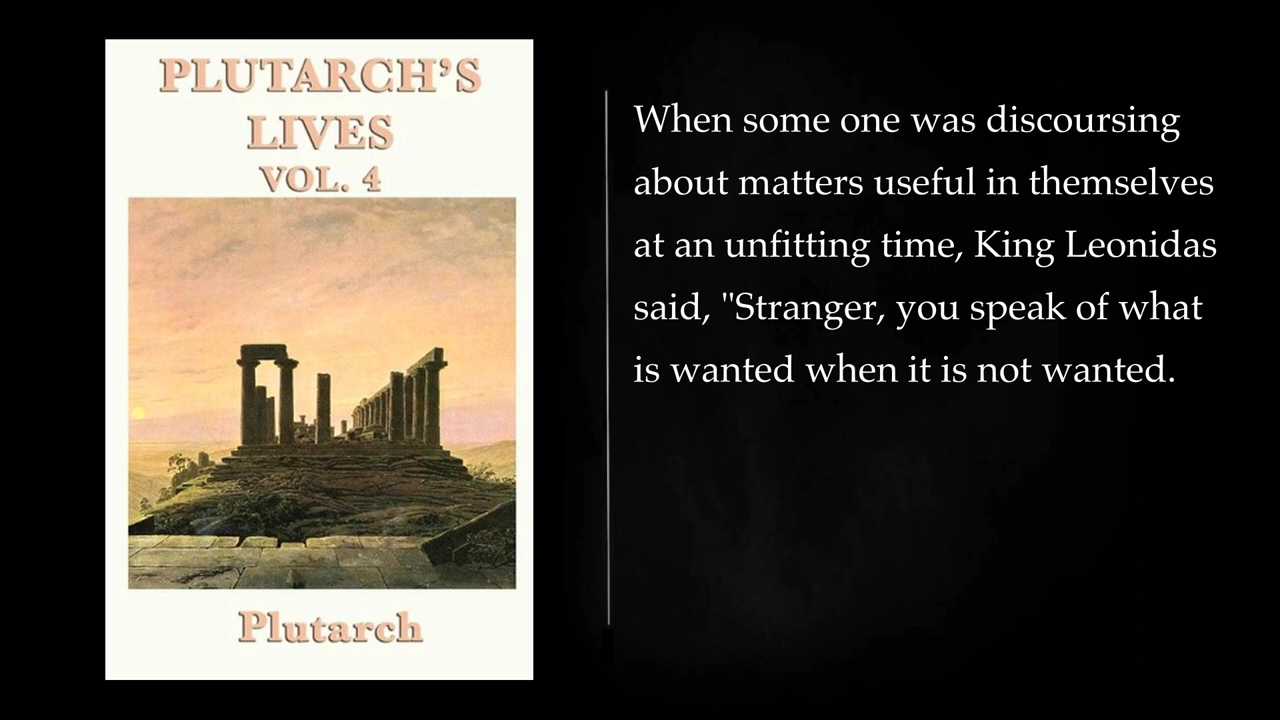 PLUTARCH'S
LIVES
VOL. 4
Plutarch
When some one was discoursing
about matters useful in themselves
at an unfitting time, King Leonidas
said, "Stranger, you speak of what
is wanted when it is not wanted.